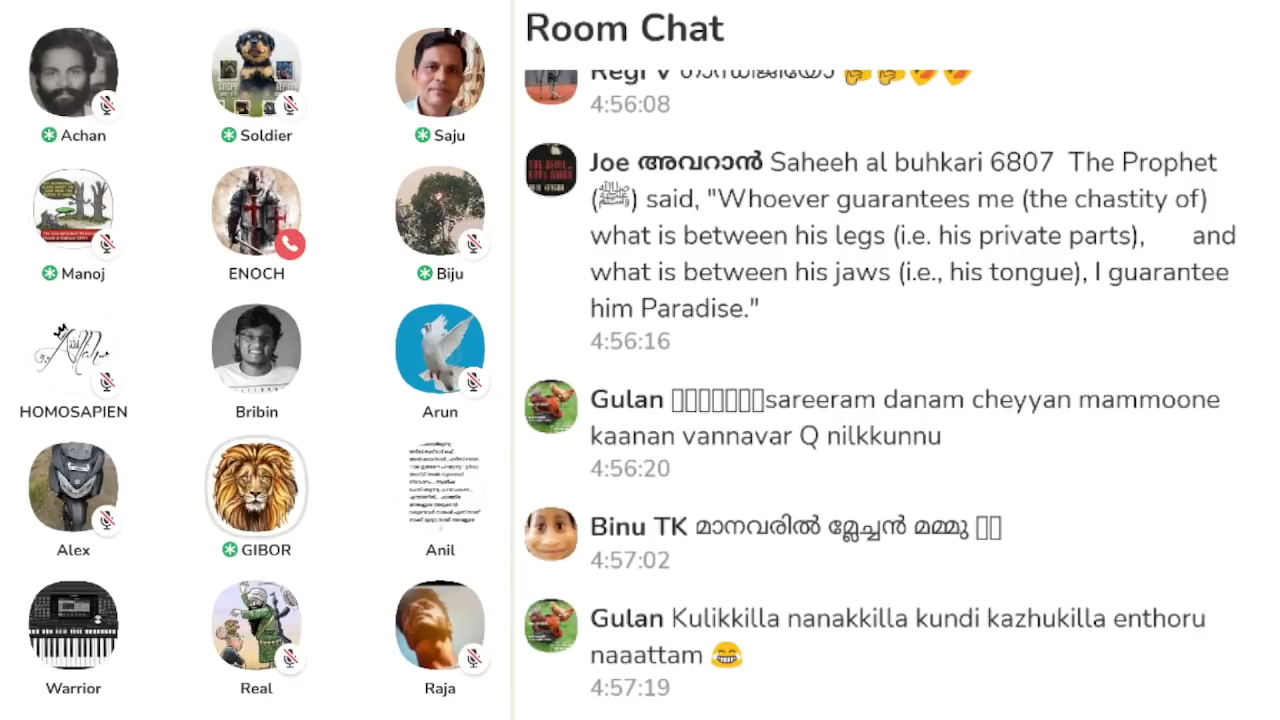 Achan
Soldier
Saju
Manoj
ENOCH
Biju
HOMOSAPIEN
Bribin
Arun
Alex
GIBOR
Anil
Warrior
Real
Raja
Room Chat
Regi V ഗാന്ധിജിയോ
4:56:08
Joe അവറാൻ Saheeh al buhkari 6807 The Prophet
(ﷺ) said, "Whoever guarantees me (the chastity of)
what is between his legs (i.e. his private parts), and
what is between his jaws (i.e., his tongue), I guarantee
him Paradise."
4:56:16
Gulan sareeram danam cheyyan mammoone
kaanan vannavar Q nilkkunnu
4:56:20
Binu TK മാനവരിൽ മ്ലേച്ചൻ മമ്മു
4:57:02
Gulan Kulikkilla nanakkilla kundi kazhukilla enthoru
naaattam 😂
4:57:19